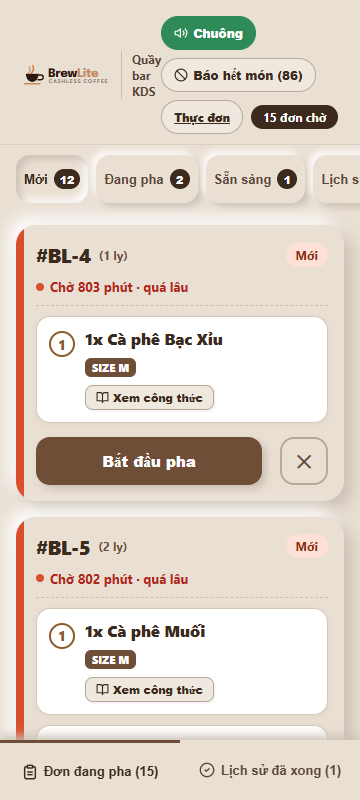 BrewLite
CASHLESS COFFEE
Quầy
bar
KDS
Chuông
Báo hết món (86)
Thực đơn
15 đơn chờ
Mới 12
Đang pha 2
Sẵn sàng 1
Lịch s
#BL-4 (1 ly)
Mới
Chờ 803 phút · quá lâu
1
1x Cà phê Bạc Xỉu
SIZE M
Xem công thức
Bắt đầu pha
#BL-5 (2 ly)
Mới
Chờ 802 phút · quá lâu
1
1x Cà phê Muối
SIZE M
Xem công thức
Đơn đang pha (15)
Lịch sử đã xong (1)